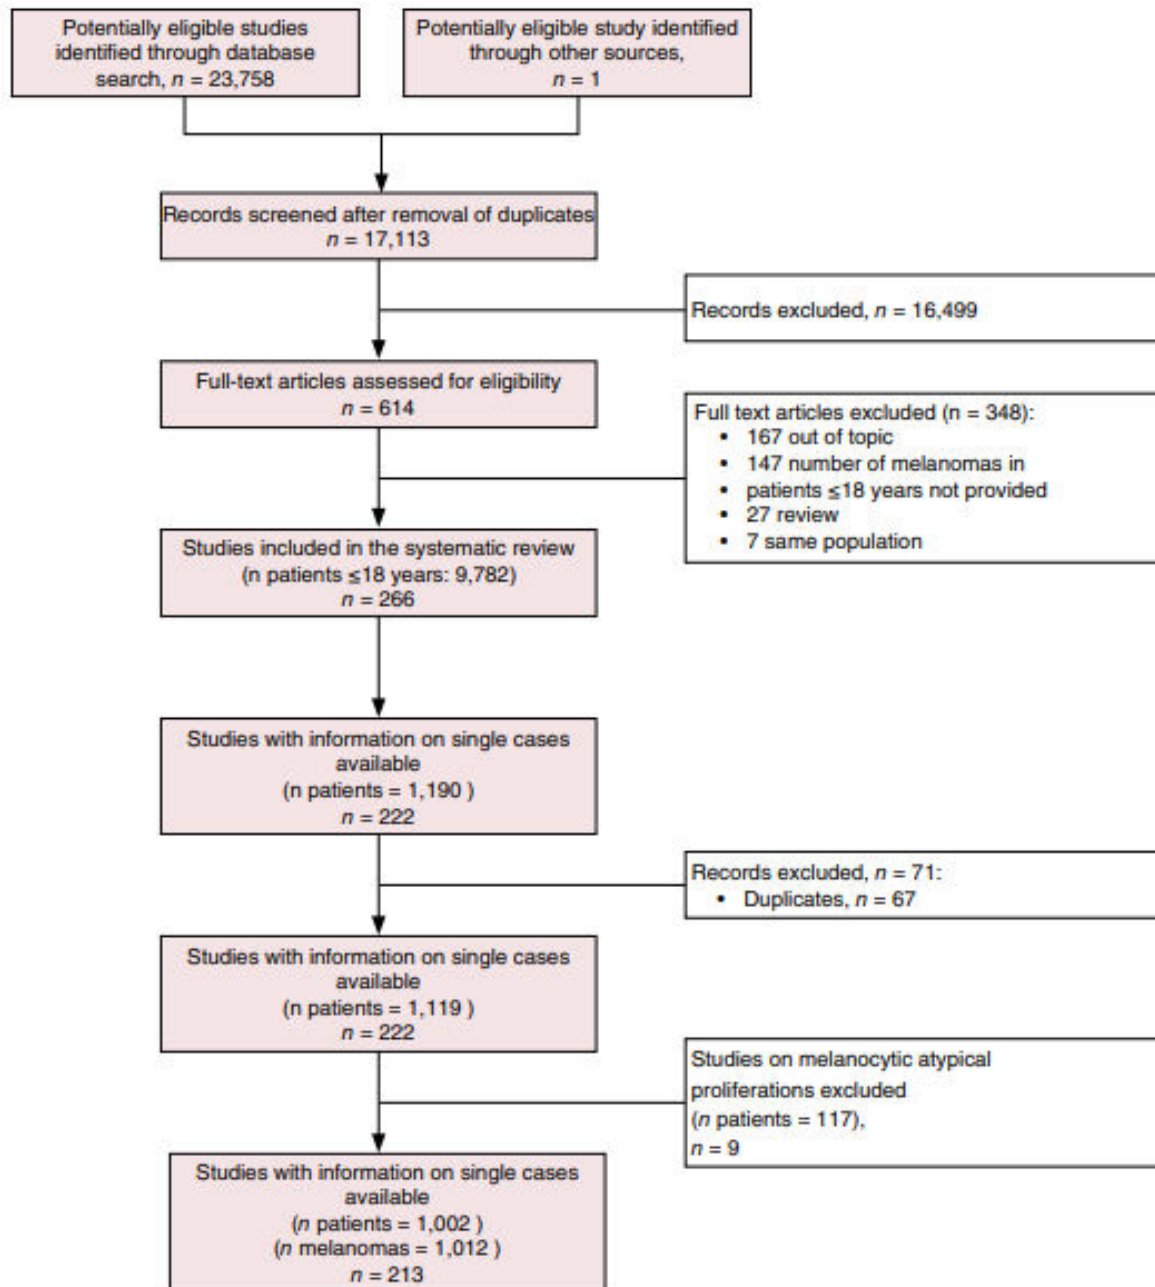 Potentially eligible studies
identified through database
search, n = 23,758
Potentially eligible study identified
through other sources,
n = 1
Records screened after removal of duplicates
n = 17,113
Records excluded, n = 16,499
Full-text articles assessed for eligibility
n = 614
Full text articles excluded (n = 348):
• 167 out of topic
• 147 number of melanomas in
• patients ≤18 years not provided
• 27 review
• 7 same population
Studies included in the systematic review
(n patients ≤18 years: 9,782)
n = 266
Studies with information on single cases
available
(n patients = 1,190 )
n = 222
Records excluded, n = 71:
• Duplicates, n = 67
Studies with information on single cases
available
(n patients = 1,119 )
n = 222
Studies on melanocytic atypical
proliferations excluded
(n patients = 117),
n = 9
Studies with information on single cases
available
(n patients = 1,002 )
(n melanomas = 1,012 )
n = 213